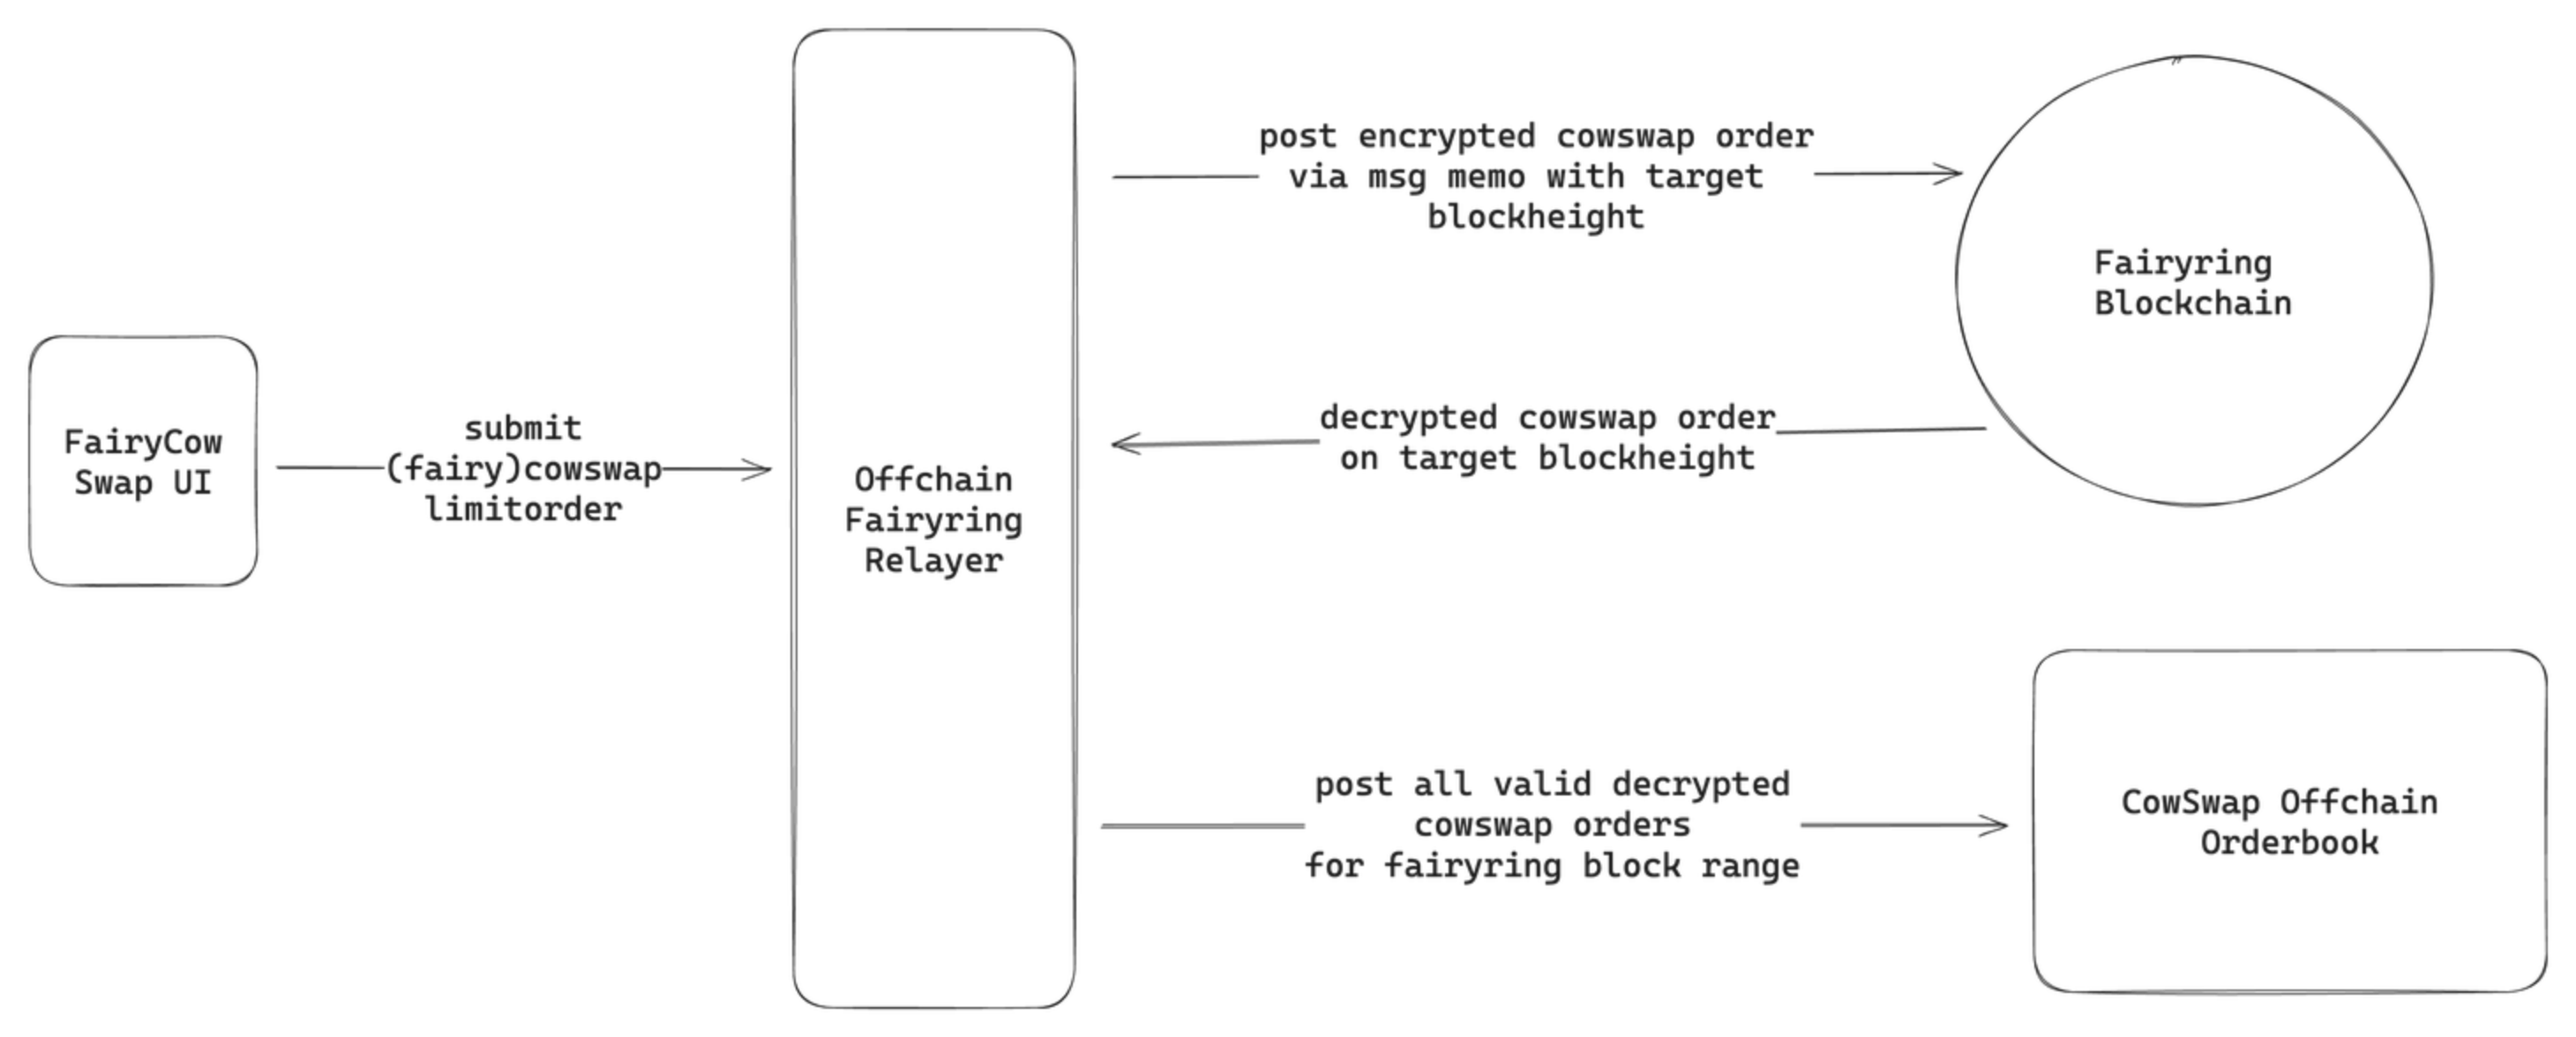 FairyCow
Swap UI
submit
(fairy)cowswap
limitorder
Offchain
Fairyring
Relayer
post encrypted cowswap order
via msg memo with target
blockheight
Fairyring
Blockchain
decrypted cowswap order
on target blockheight
post all valid decrypted
cowswap orders
for fairyring block range
CowSwap Offchain
Orderbook